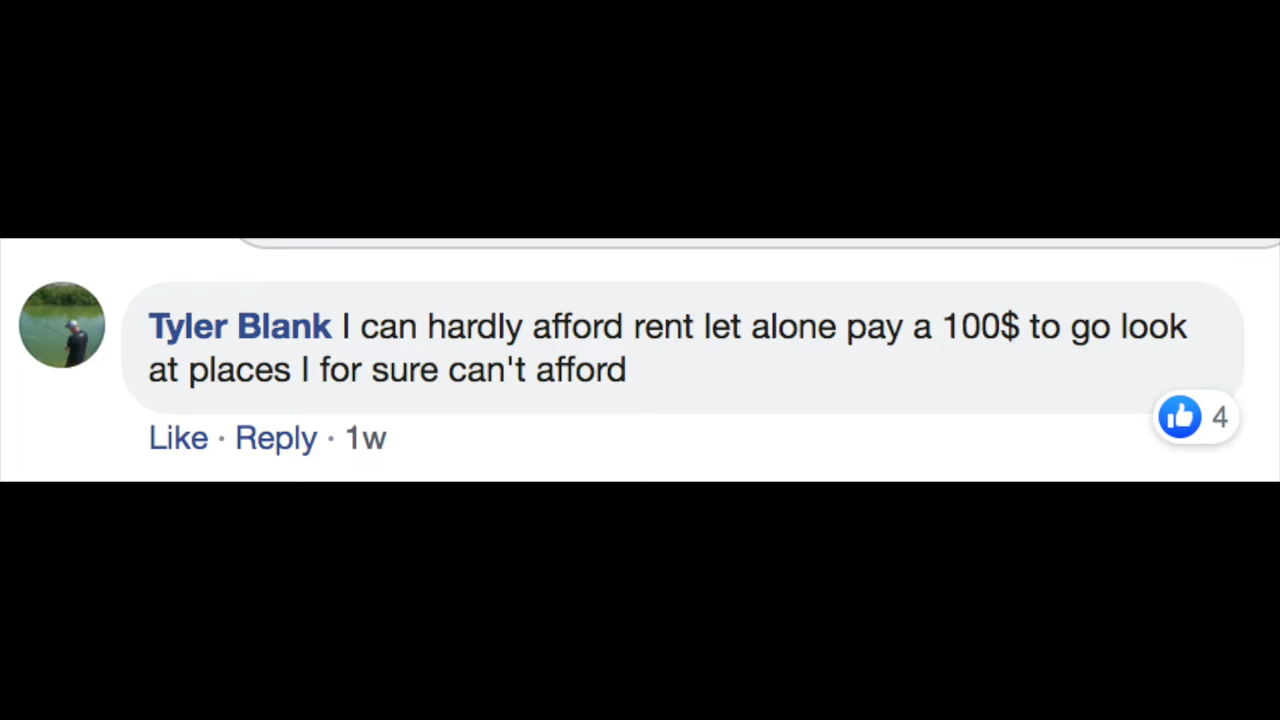 Tyler Blank I can hardly afford rent let alone pay a 100$ to go look
at places I for sure can't afford
Like · Reply · 1w
4